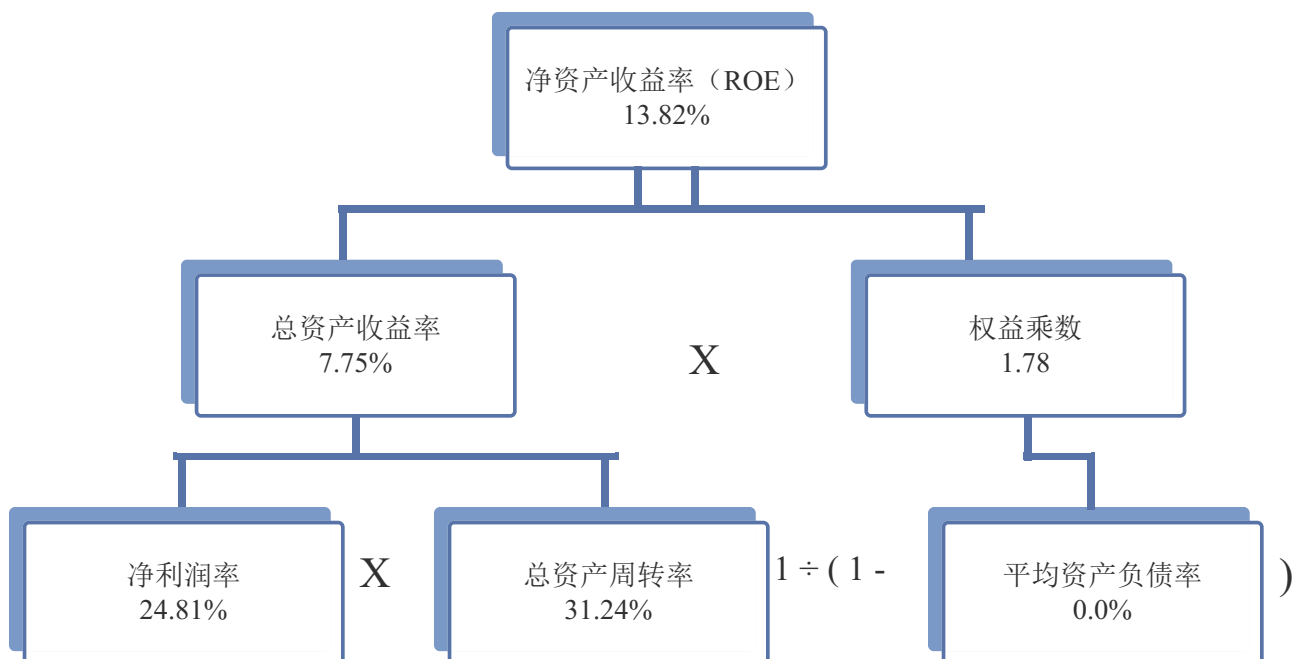 净资产收益率（ROE）
13.82%
总资产收益率
7.75%
X
权益乘数
1.78
净利润率
24.81%
X
总资产周转率
31.24%
1 ÷ ( 1 -
平均资产负债率
0.0%
)